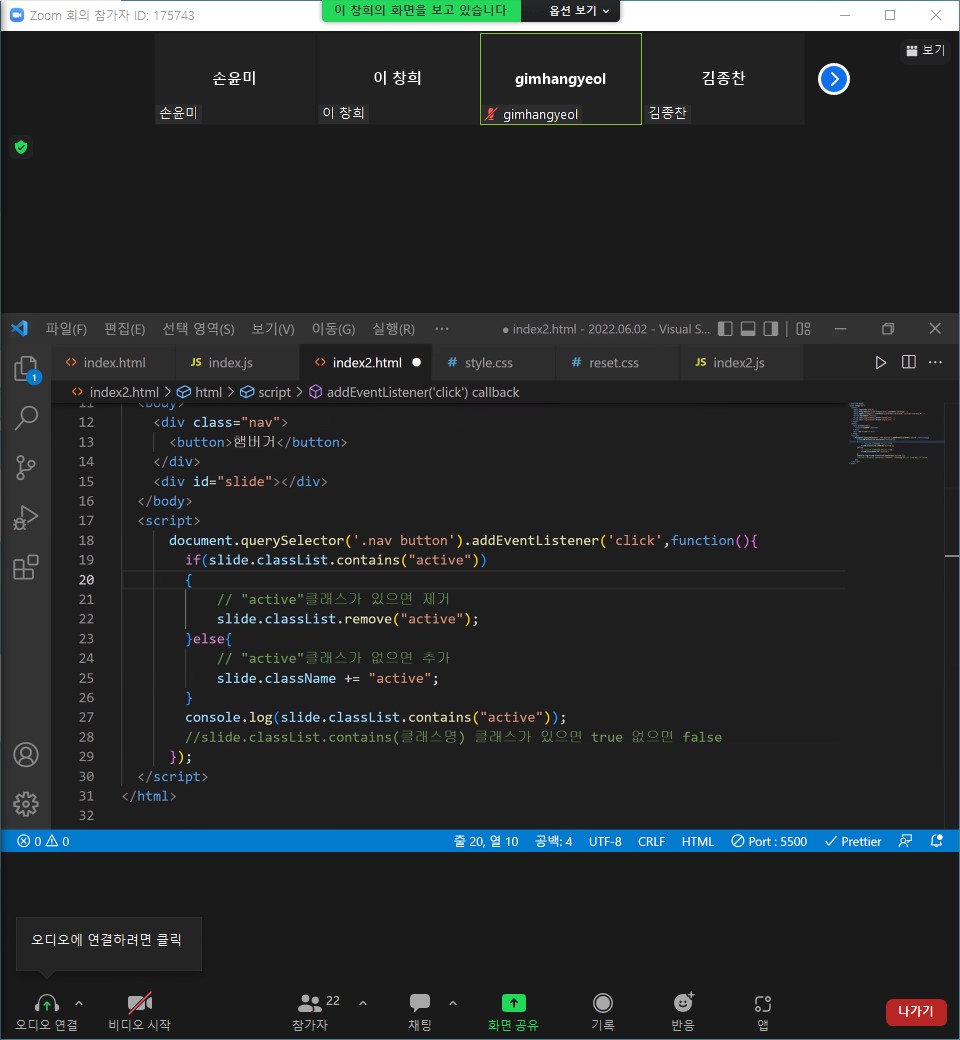 Zoom 회의 참가자 ID: 175743
이 창희의 화면을 보고 있습니다
옵션 보기
보기
손윤미
이 창희
gimhangyeol
김종찬
손윤미
이 창희
gimhangyeol
김종찬
파일(F) 편집(E) 선택 영역(S) 보기(V) 이동(G) 실행(R) ··· ● index2.html - 2022.06.02 - Visual S...
<> index.html JS index.js <> index2.html ● # style.css # reset.css JS index2.js ···
1
<> index2.html > html > script > addEventListener('click') callback
11 <body>
12 <div class="nav">
13 <button>햄버거</button>
14 </div>
15 <div id="slide"></div>
16 </body>
17 <script>
18 document.querySelector('.nav button').addEventListener('click',function(){
19 if(slide.classList.contains("active"))
20 {
21 // "active"클래스가 있으면 제거
22 slide.classList.remove("active");
23 }else{
24 // "active"클래스가 없으면 추가
25 slide.className += "active";
26 }
27 console.log(slide.classList.contains("active"));
28 //slide.classList.contains(클래스명) 클래스가 있으면 true 없으면 false
29 });
30 </script>
31 </html>
32
0 0 줄 20, 열 10 공백: 4 UTF-8 CRLF HTML Port : 5500 Prettier
오디오에 연결하려면 클릭
22
오디오 연결 비디오 시작 참가자 채팅 화면 공유 기록 반응 앱 나가기